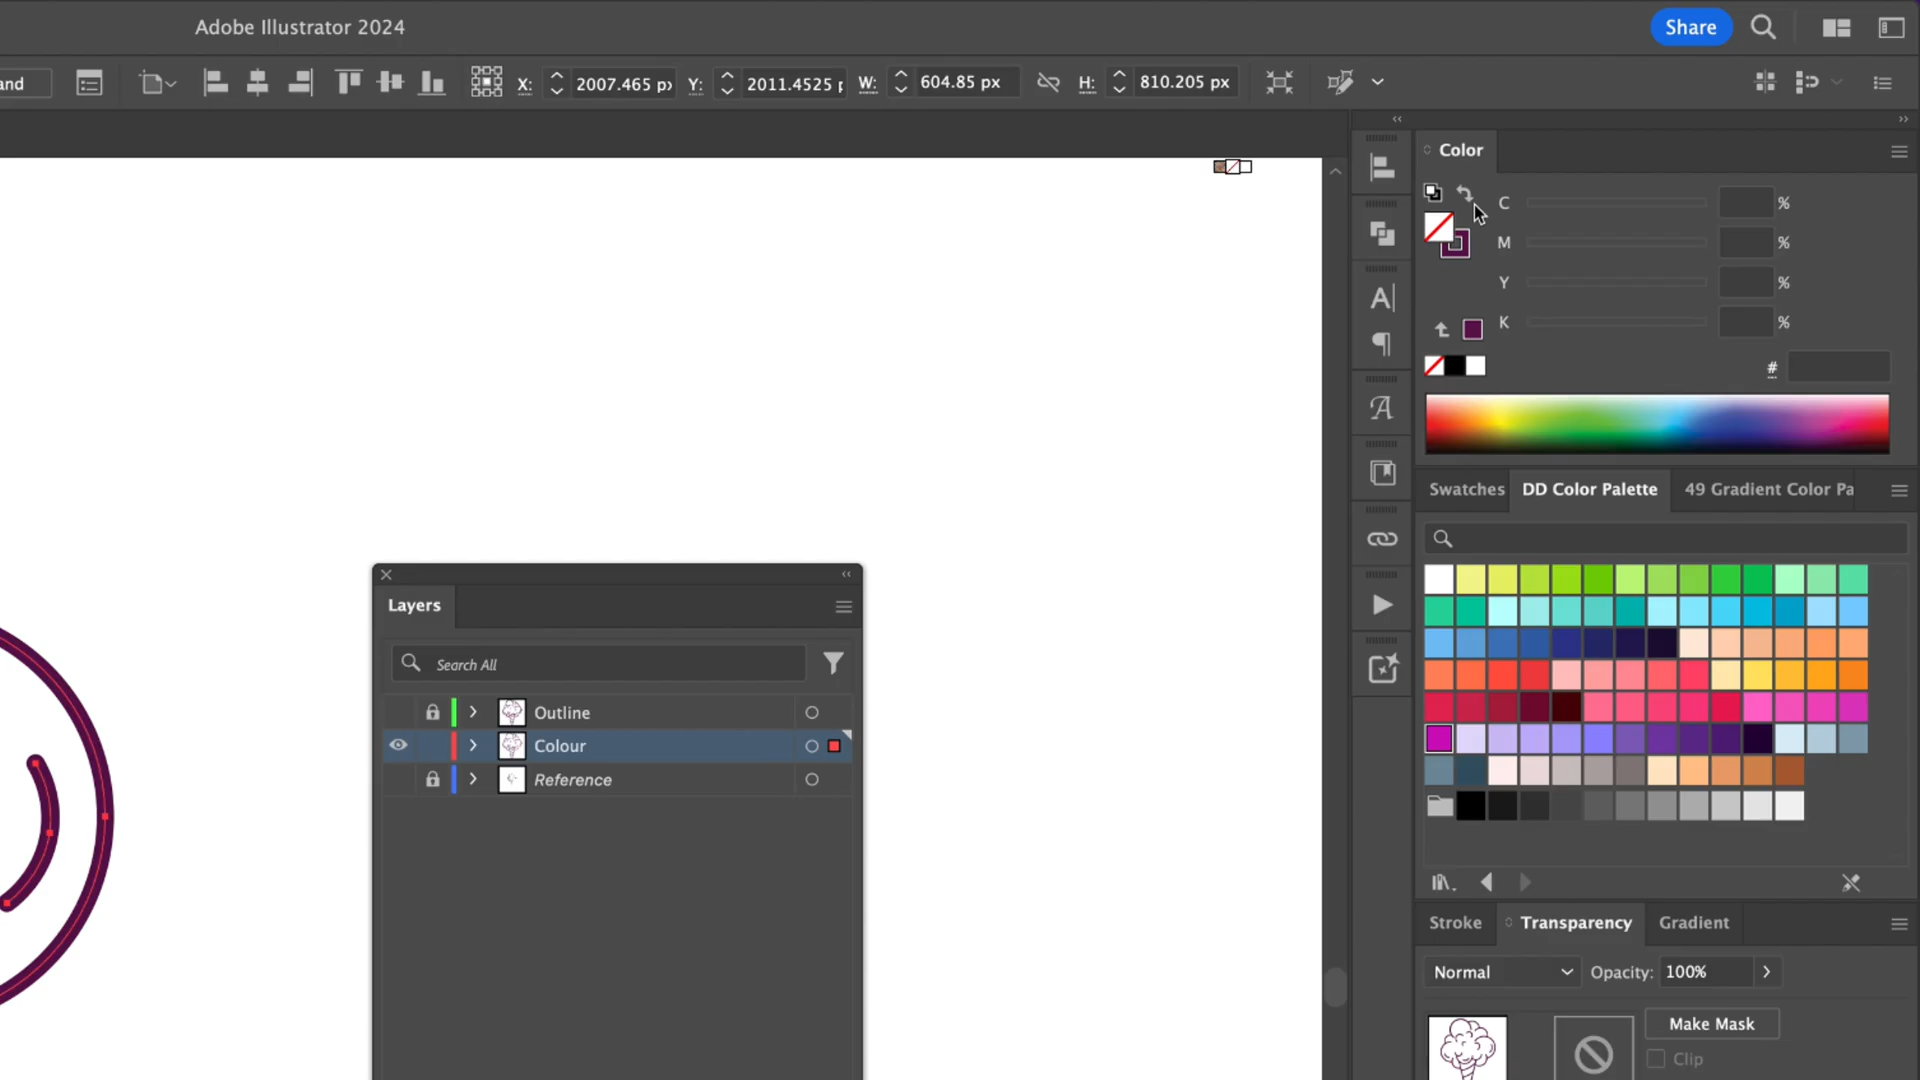 Adobe Illustrator 2024
Share
and
X: 2007.465 px
Y: 2011.4525
W: 604.85 px
H: 810.205 px
Color
C %
M %
Y %
K %
#
Swatches DD Color Palette 49 Gradient Color Pa
Layers
Search All
Outline
Colour
Reference
Stroke Transparency Gradient
Normal Opacity: 100%
Make Mask
Clip